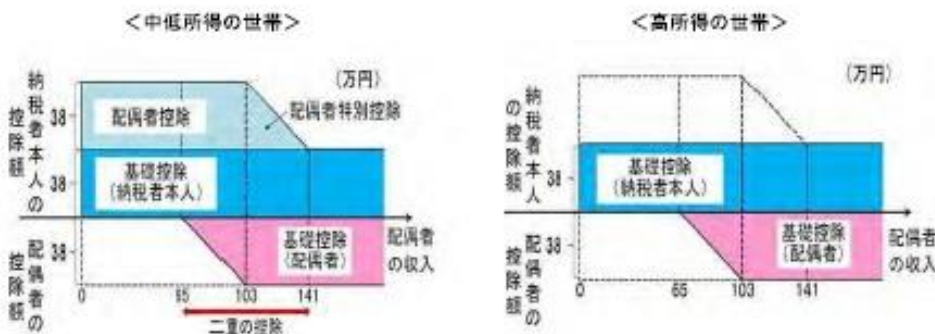 <中低所得の世帯>
(万円)
納税者本人の控除額
38
配偶者控除
配偶者特別控除
38
基礎控除
(納税者本人)
配偶者の控除額
38
基礎控除
(配偶者)
配偶者
の収入
0
65
103
141
二重の控除
<高所得の世帯>
(万円)
納税者本人の控除額
38
基礎控除
(納税者本人)
配偶者の控除額
38
基礎控除
(配偶者)
配偶者
の収入
0
65
103
141